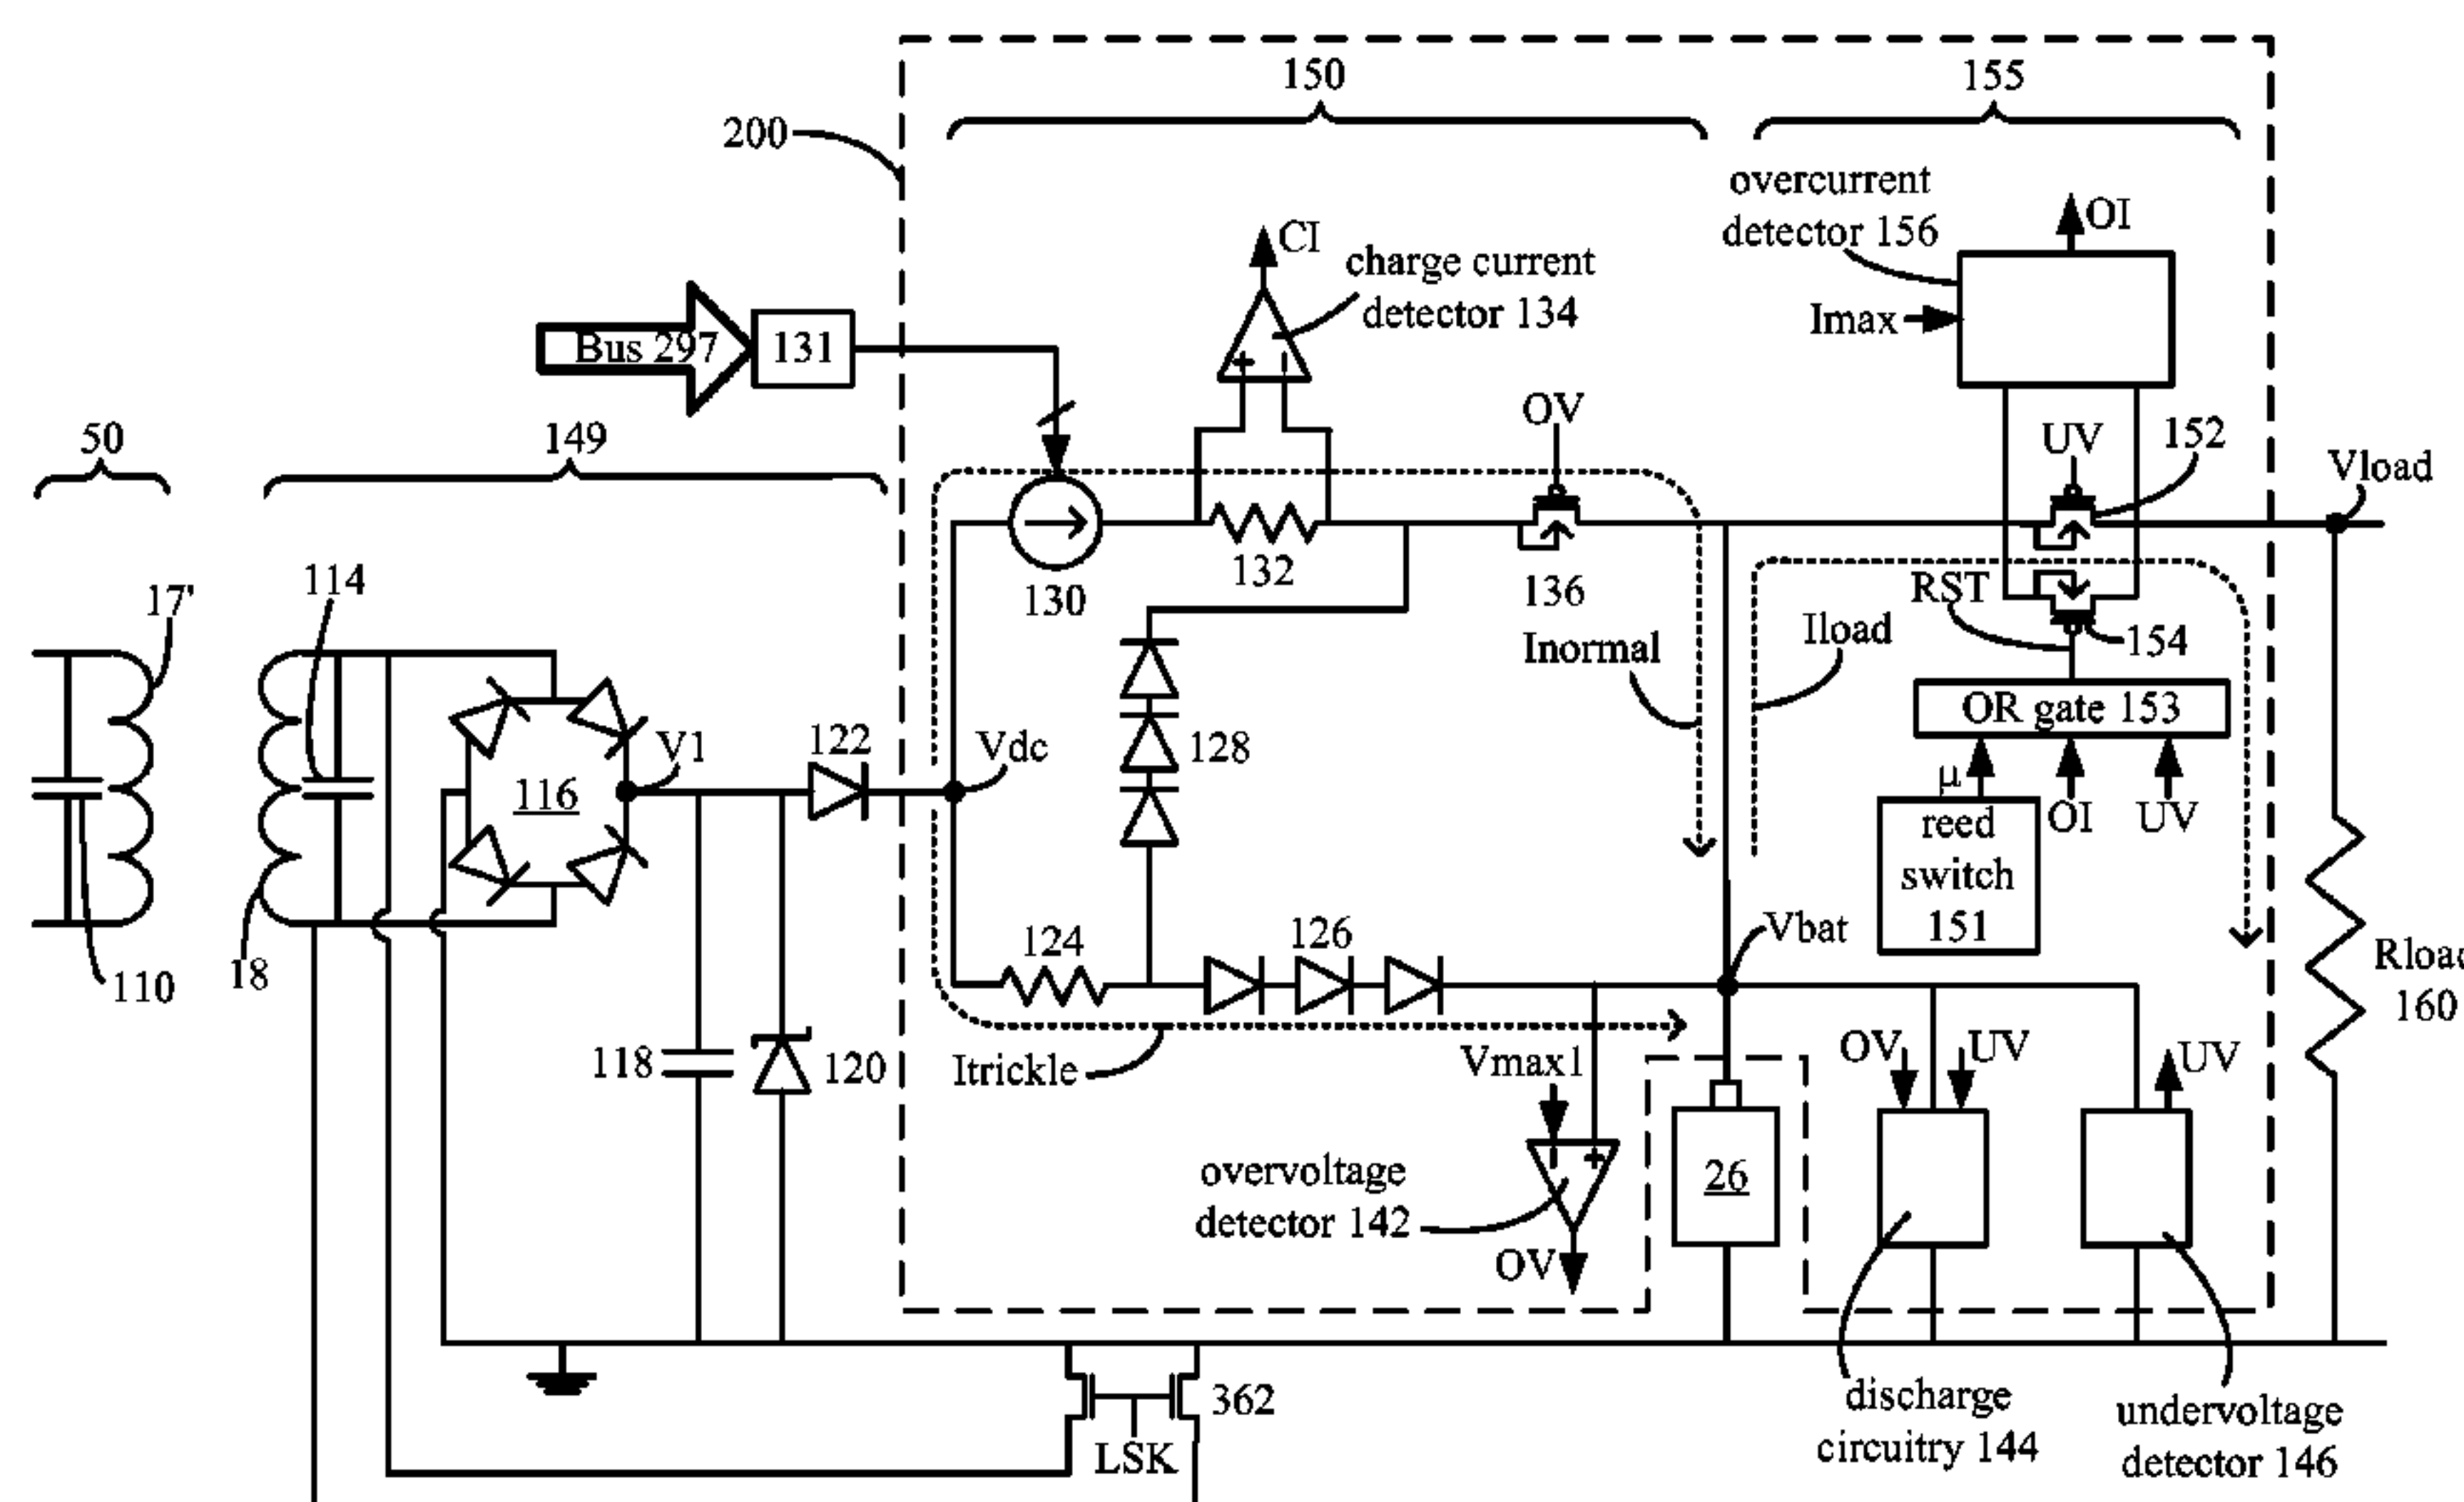 150
155
200
overcurrent
detector 156
OI
CI
charge current
detector 134
Imax
Bus 297
131
OV
UV
152
50
149
Vload
17'
114
130
132
136
RST
154
Inormal
Iload
OR gate 153
V1
122
Vdc
128
116
μ
OI
UV
reed
switch
151
Vbat
124
126
18
110
Rload
160
118
120
Itrickle
Vmax1
OV
UV
UV
overvoltage
detector 142
26
OV
362
LSK
discharge
circuitry 144
undervoltage
detector 146